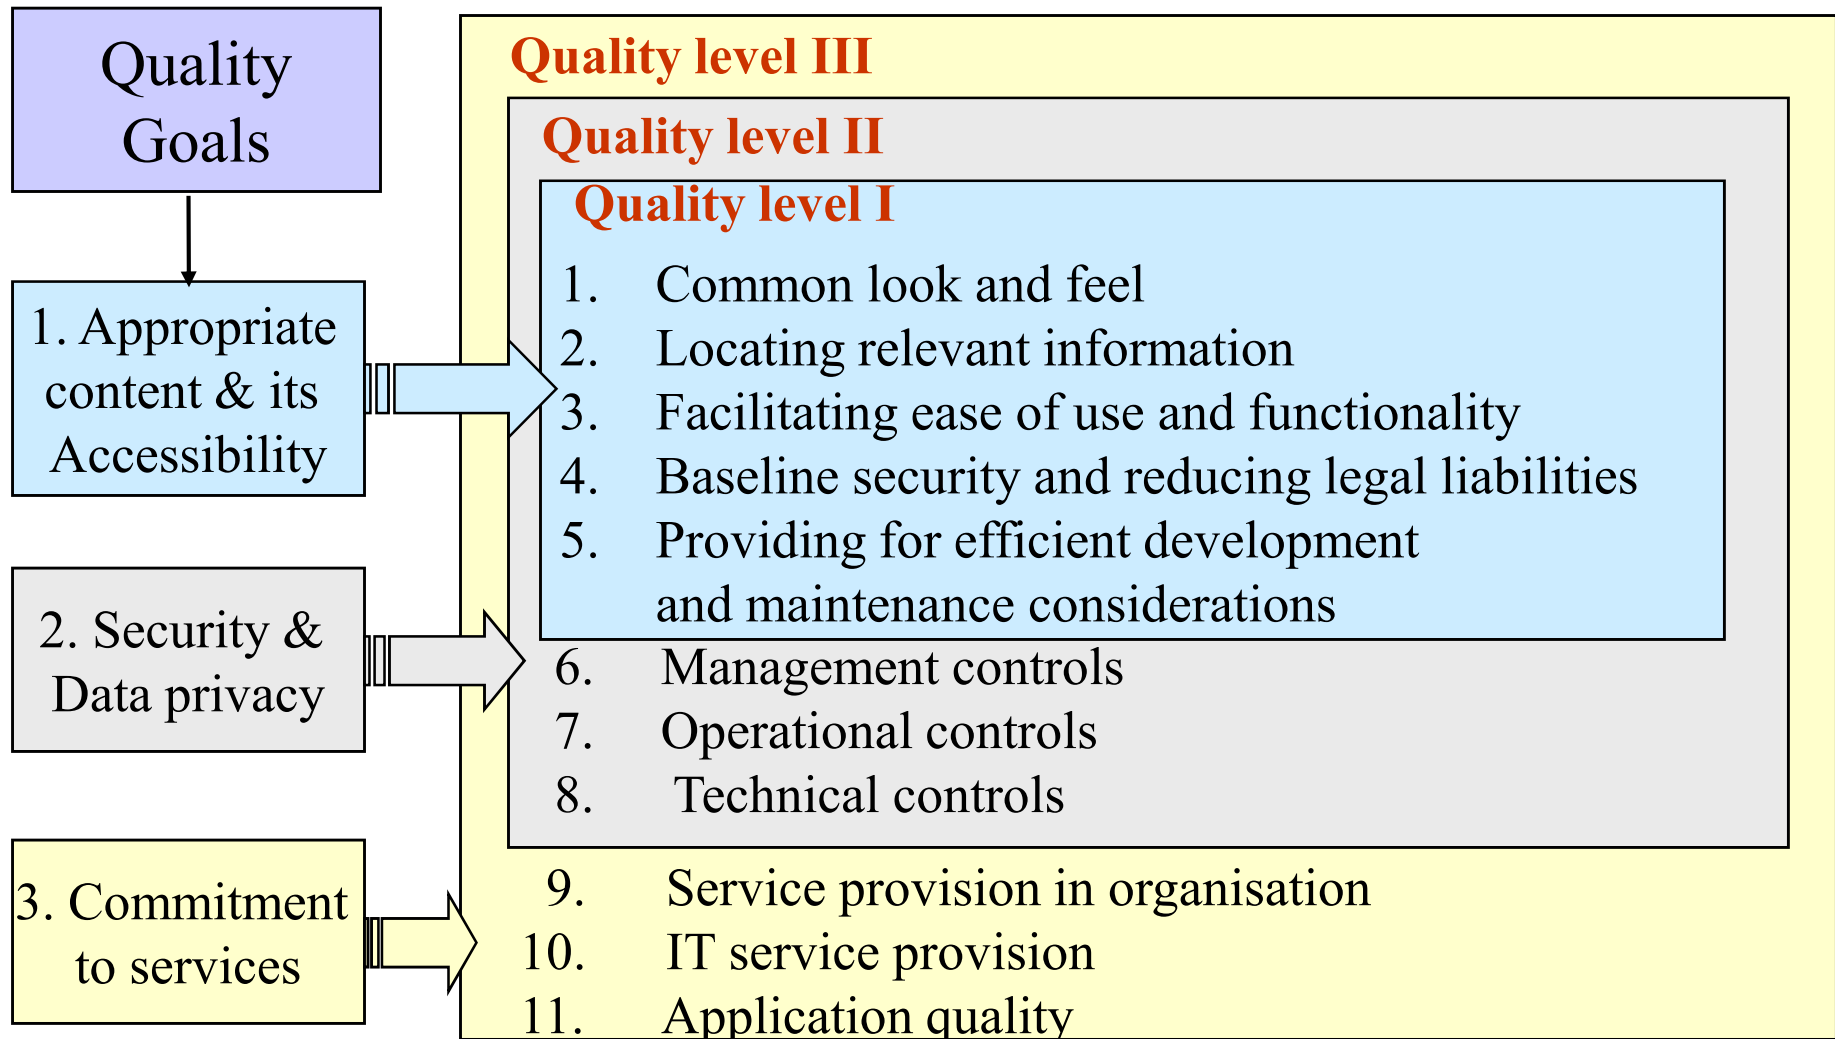 Quality
Goals
1. Appropriate
content & its
Accessibility
2. Security &
Data privacy
3. Commitment
to services
Quality level III
Quality level II
Quality level I
1. Common look and feel
2. Locating relevant information
3. Facilitating ease of use and functionality
4. Baseline security and reducing legal liabilities
5. Providing for efficient development
and maintenance considerations
6. Management controls
7. Operational controls
8. Technical controls
9. Service provision in organisation
10. IT service provision
11. Application quality